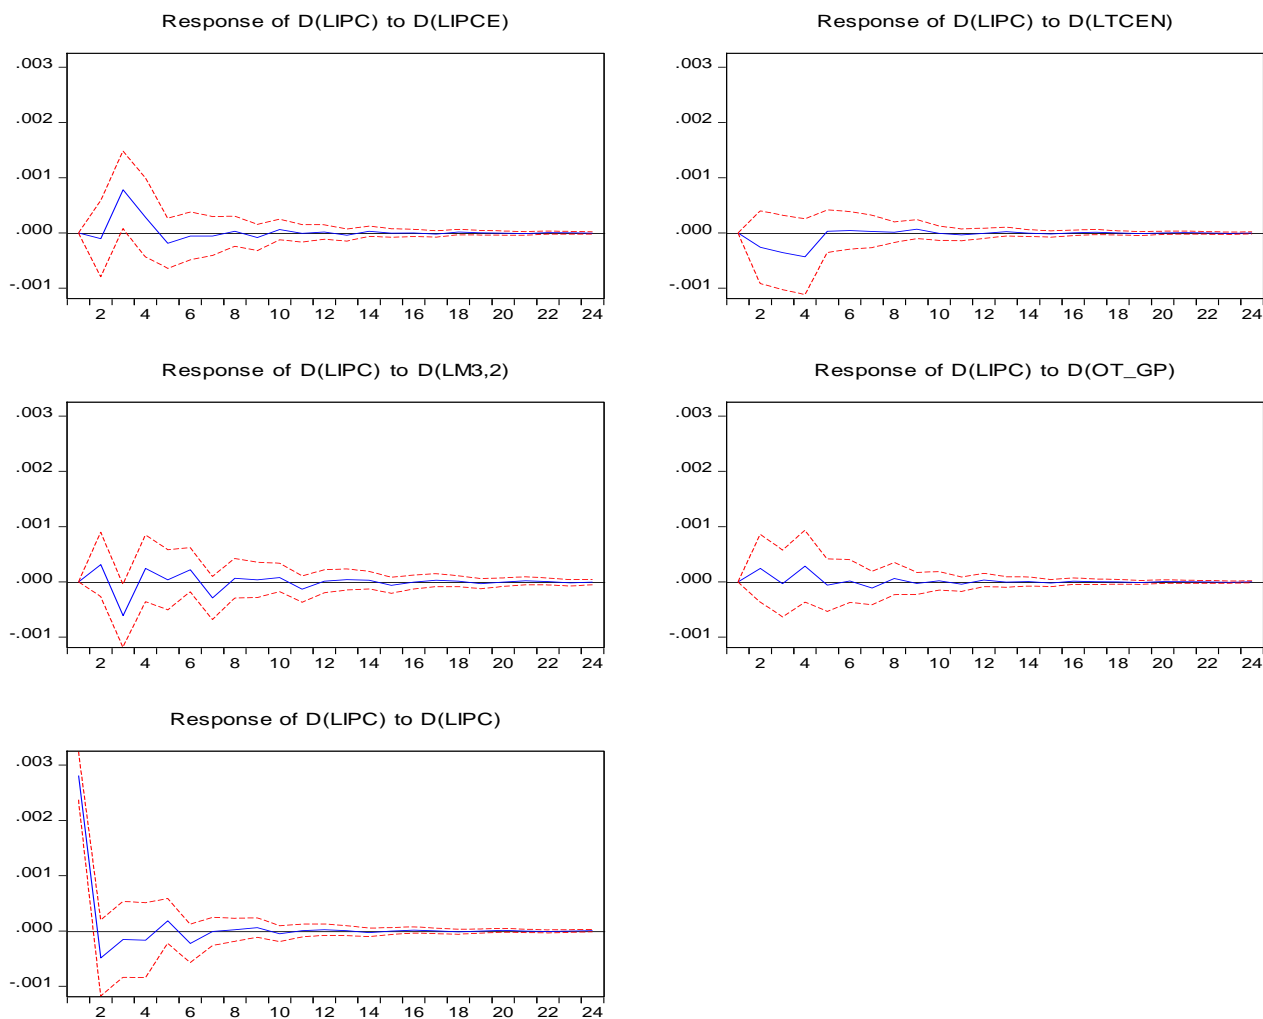 Response of D(LIPC) to D(LIPCE)
.003
.002
.001
.000
-.001
2 4 6 8 10 12 14 16 18 20 22 24
Response of D(LIPC) to D(LTCEN)
.003
.002
.001
.000
-.001
2 4 6 8 10 12 14 16 18 20 22 24
Response of D(LIPC) to D(LM3,2)
.003
.002
.001
.000
-.001
2 4 6 8 10 12 14 16 18 20 22 24
Response of D(LIPC) to D(OT_GP)
.003
.002
.001
.000
-.001
2 4 6 8 10 12 14 16 18 20 22 24
Response of D(LIPC) to D(LIPC)
.003
.002
.001
.000
-.001
2 4 6 8 10 12 14 16 18 20 22 24